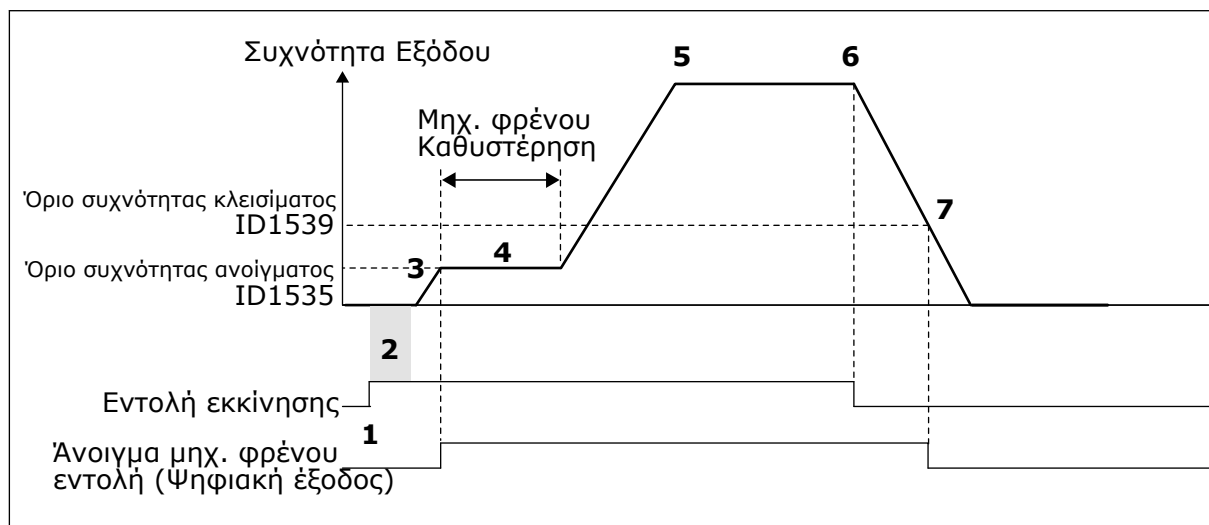 Συχνότητα Εξόδου
5
6
Μηχ. φρένου
Καθυστέρηση
Όριο συχνότητας κλεισίματος
ID1539
7
Όριο συχνότητας ανοίγματος
ID1535
3
4
2
Εντολή εκκίνησης
1
Άνοιγμα μηχ. φρένου
εντολή (Ψηφιακή έξοδος)